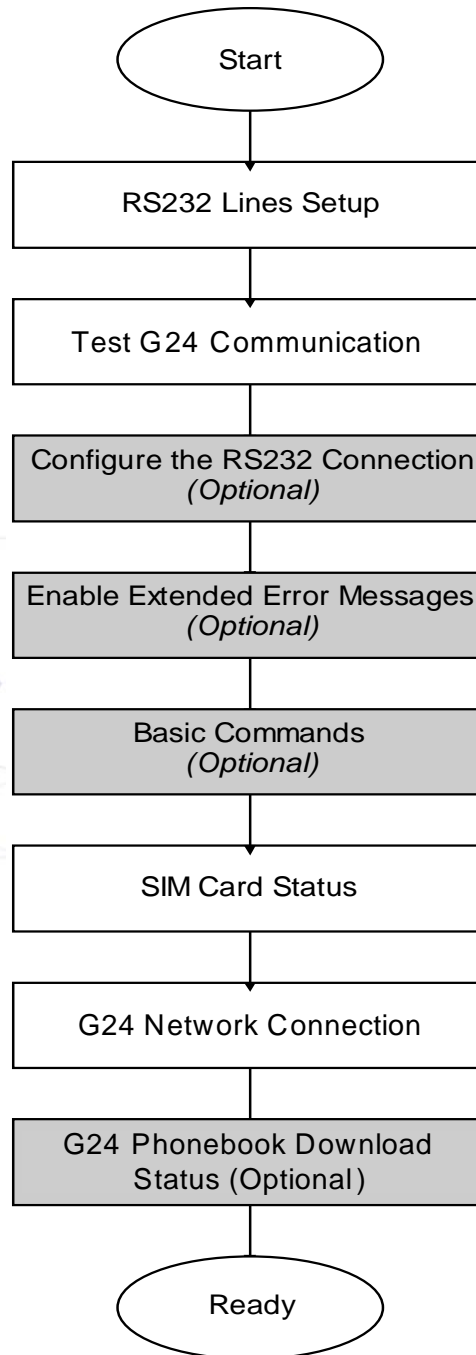 Start
RS232 Lines Setup
Test G24 Communication
Configure the RS232 Connection
(Optional)
Enable Extended Error Messages
(Optional)
Basic Commands
(Optional)
SIM Card Status
G24 Network Connection
G24 Phonebook Download
Status (Optional)
Ready